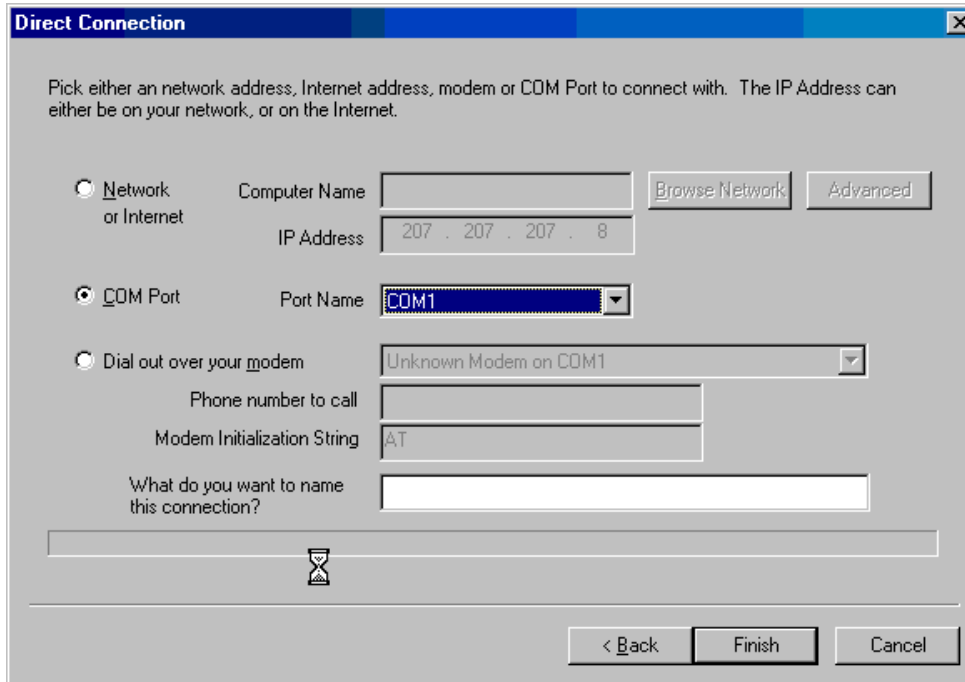 Direct Connection
Pick either an network address, Internet address, modem or COM Port to connect with. The IP Address can
either be on your network, or on the Internet.
Network
or Internet
Computer Name
Browse Network
Advanced
IP Address
207 . 207 . 207 . 8
COM Port
Port Name
COM1
Dial out over your modem
Unknown Modem on COM1
Phone number to call
Modem Initialization String
AT
What do you want to name
this connection?
< Back
Finish
Cancel